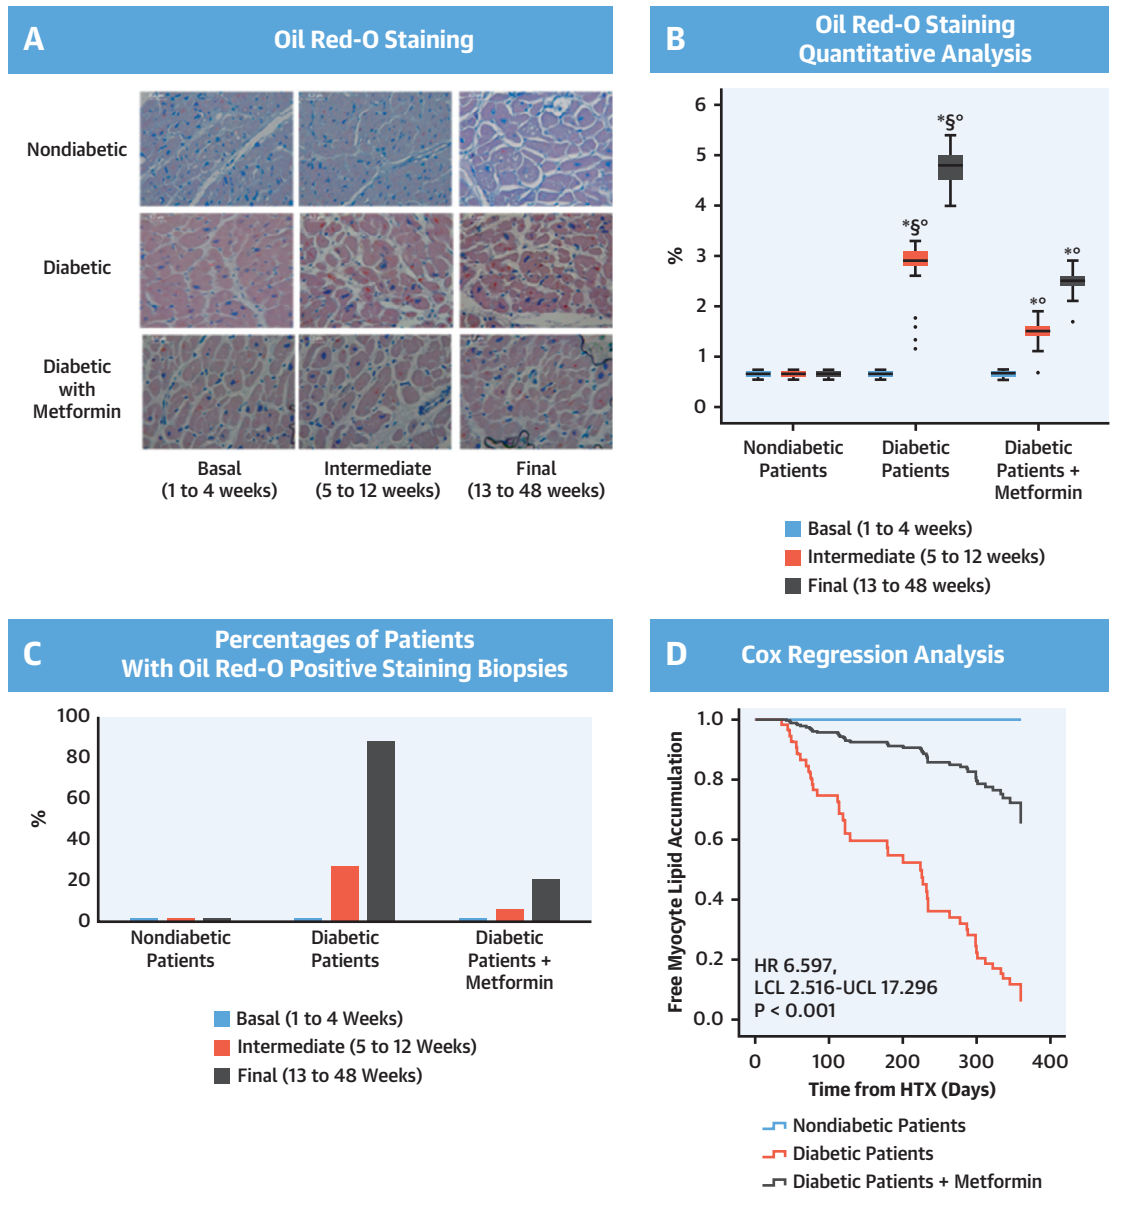 A
Oil Red-O Staining
Nondiabetic
Diabetic
Diabetic
with
Metformin
Basal
(1 to 4 weeks)
Intermediate
(5 to 12 weeks)
Final
(13 to 48 weeks)
B
Oil Red-O Staining
Quantitative Analysis
%
6
5
4
3
2
1
0
*§°
*§°
*°
*°
Nondiabetic
Patients
Diabetic
Patients
Diabetic
Patients +
Metformin
Basal (1 to 4 weeks)
Intermediate (5 to 12 weeks)
Final (13 to 48 weeks)
C
Percentages of Patients
With Oil Red-O Positive Staining Biopsies
%
100
80
60
40
20
0
Nondiabetic
Patients
Diabetic
Patients
Diabetic
Patients +
Metformin
Basal (1 to 4 Weeks)
Intermediate (5 to 12 Weeks)
Final (13 to 48 Weeks)
D
Cox Regression Analysis
Free Myocyte Lipid Accumulation
1.0
0.8
0.6
0.4
0.2
0.0
HR 6.597,
LCL 2.516-UCL 17.296
P < 0.001
0
100
200
300
400
Time from HTX (Days)
Nondiabetic Patients
Diabetic Patients
Diabetic Patients + Metformin